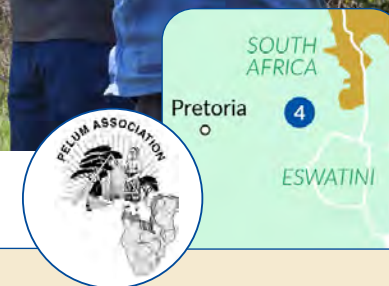 SOUTH
AFRICA
Pretoria
4
ESWATINI
PELUM ASSOCIATION